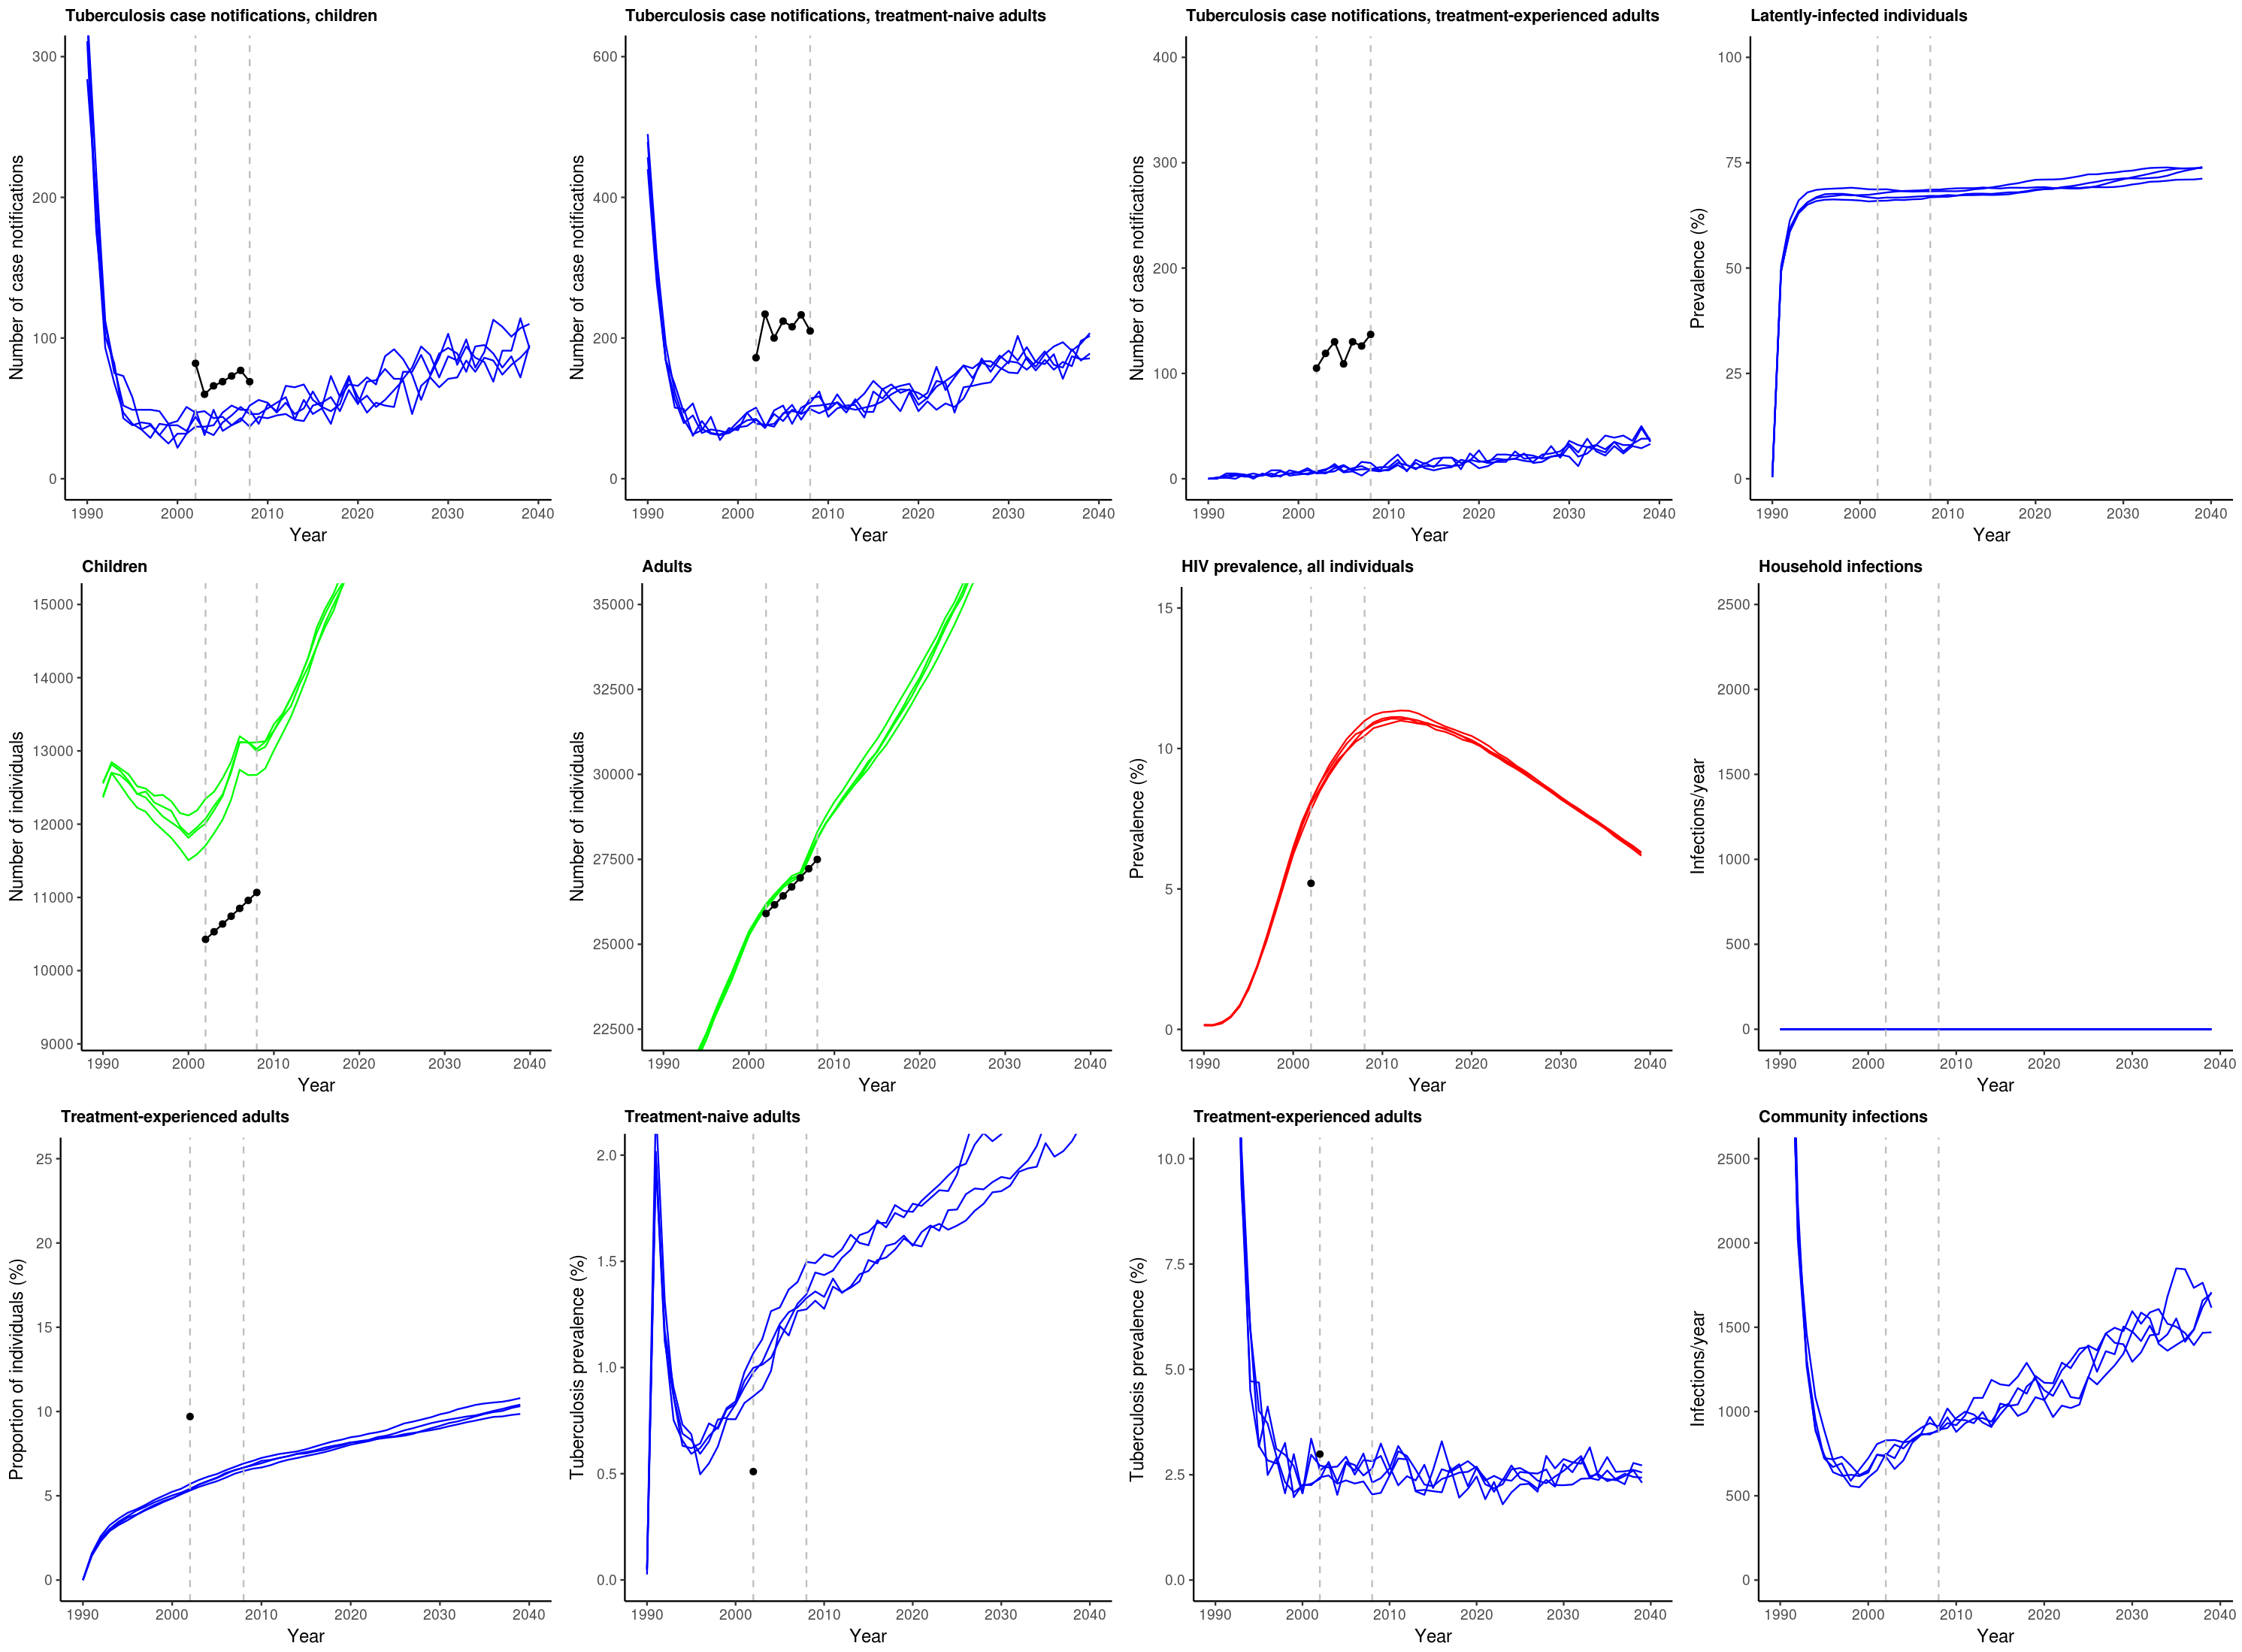 Tuberculosis case notifications, children
Number of case notifications
300
200
100
0
1990 2000 2010 2020 2030 2040
Year
Tuberculosis case notifications, treatment-naive adults
Number of case notifications
600
400
200
0
1990 2000 2010 2020 2030 2040
Year
Tuberculosis case notifications, treatment-experienced adults
Number of case notifications
400
300
200
100
0
1990 2000 2010 2020 2030 2040
Year
Latently-infected individuals
Prevalence (%)
100
75
50
25
0
1990 2000 2010 2020 2030 2040
Year
Children
Number of individuals
15000
14000
13000
12000
11000
10000
9000
1990 2000 2010 2020 2030 2040
Year
Adults
Number of individuals
35000
32500
30000
27500
25000
22500
1990 2000 2010 2020 2030 2040
Year
HIV prevalence, all individuals
Prevalence (%)
15
10
5
0
1990 2000 2010 2020 2030 2040
Year
Household infections
Infections/year
2500
2000
1500
1000
500
0
1990 2000 2010 2020 2030 2040
Year
Treatment-experienced adults
Proportion of individuals (%)
25
20
15
10
5
0
1990 2000 2010 2020 2030 2040
Year
Treatment-naive adults
Tuberculosis prevalence (%)
2.0
1.5
1.0
0.5
0.0
1990 2000 2010 2020 2030 2040
Year
Treatment-experienced adults
Tuberculosis prevalence (%)
10.0
7.5
5.0
2.5
0.0
1990 2000 2010 2020 2030 2040
Year
Community infections
Infections/year
2500
2000
1500
1000
500
0
1990 2000 2010 2020 2030 2040
Year